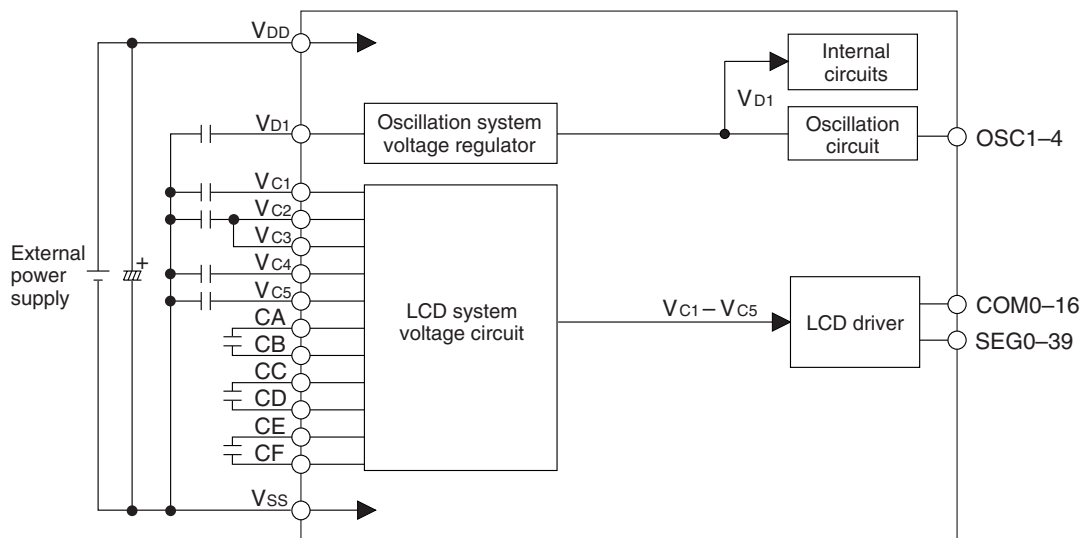 VDD
Internal
circuits
VD1
VD1
Oscillation system
voltage regulator
Oscillation
circuit
OSC1–4
VC1
VC2
VC3
External
power
supply
+
VC4
VC5
CA
CB
CC
CD
CE
CF
LCD system
voltage circuit
VC1–VC5
LCD driver
COM0–16
SEG0–39
VSS